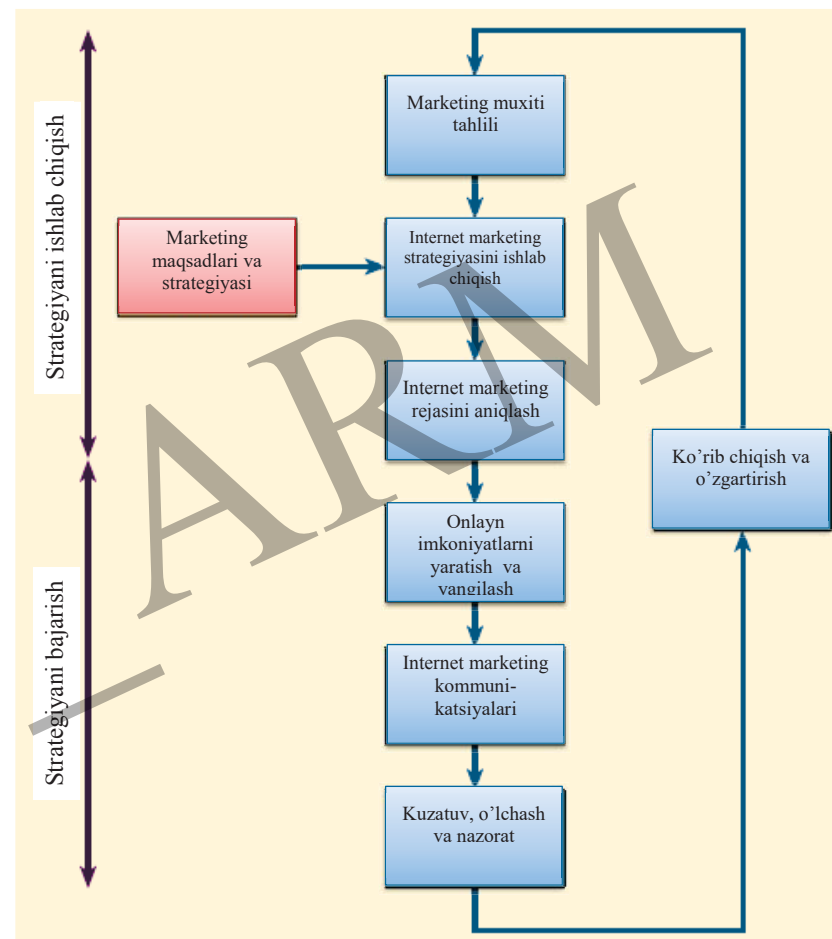 Strategiyani ishlab chiqish
Marketing muxiti
tahlili
Marketing
maqsadlari va
strategiyasi
Internet marketing
strategiyasini ishlab
chiqish
Internet marketing
rejasini aniqlash
Ko’rib chiqish va
o’zgartirish
Strategiyani bajarish
Onlayn
imkoniyatlarni
yaratish va
vangilash
Internet marketing
kommuni-
katsiyalari
Kuzatuv, o’lchash
va nazorat
_ARM